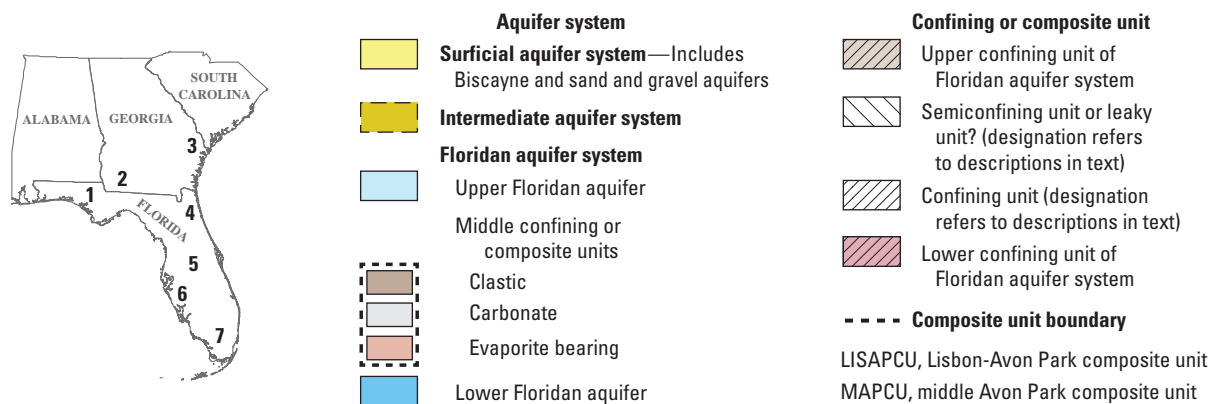 SOUTH
CAROLINA
ALABAMA
GEORGIA
3
2
1
4
FLORIDA
5
6
7
Aquifer system
Surficial aquifer system—Includes
Biscayne and sand and gravel aquifers
Intermediate aquifer system
Floridan aquifer system
Upper Floridan aquifer
Middle confining or
composite units
Clastic
Carbonate
Evaporite bearing
Lower Floridan aquifer
Confining or composite unit
Upper confining unit of
Floridan aquifer system
Semiconfining unit or leaky
unit? (designation refers
to descriptions in text)
Confining unit (designation
refers to descriptions in text)
Lower confining unit of
Floridan aquifer system
Composite unit boundary
LISAPCU, Lisbon-Avon Park composite unit
MAPCU, middle Avon Park composite unit